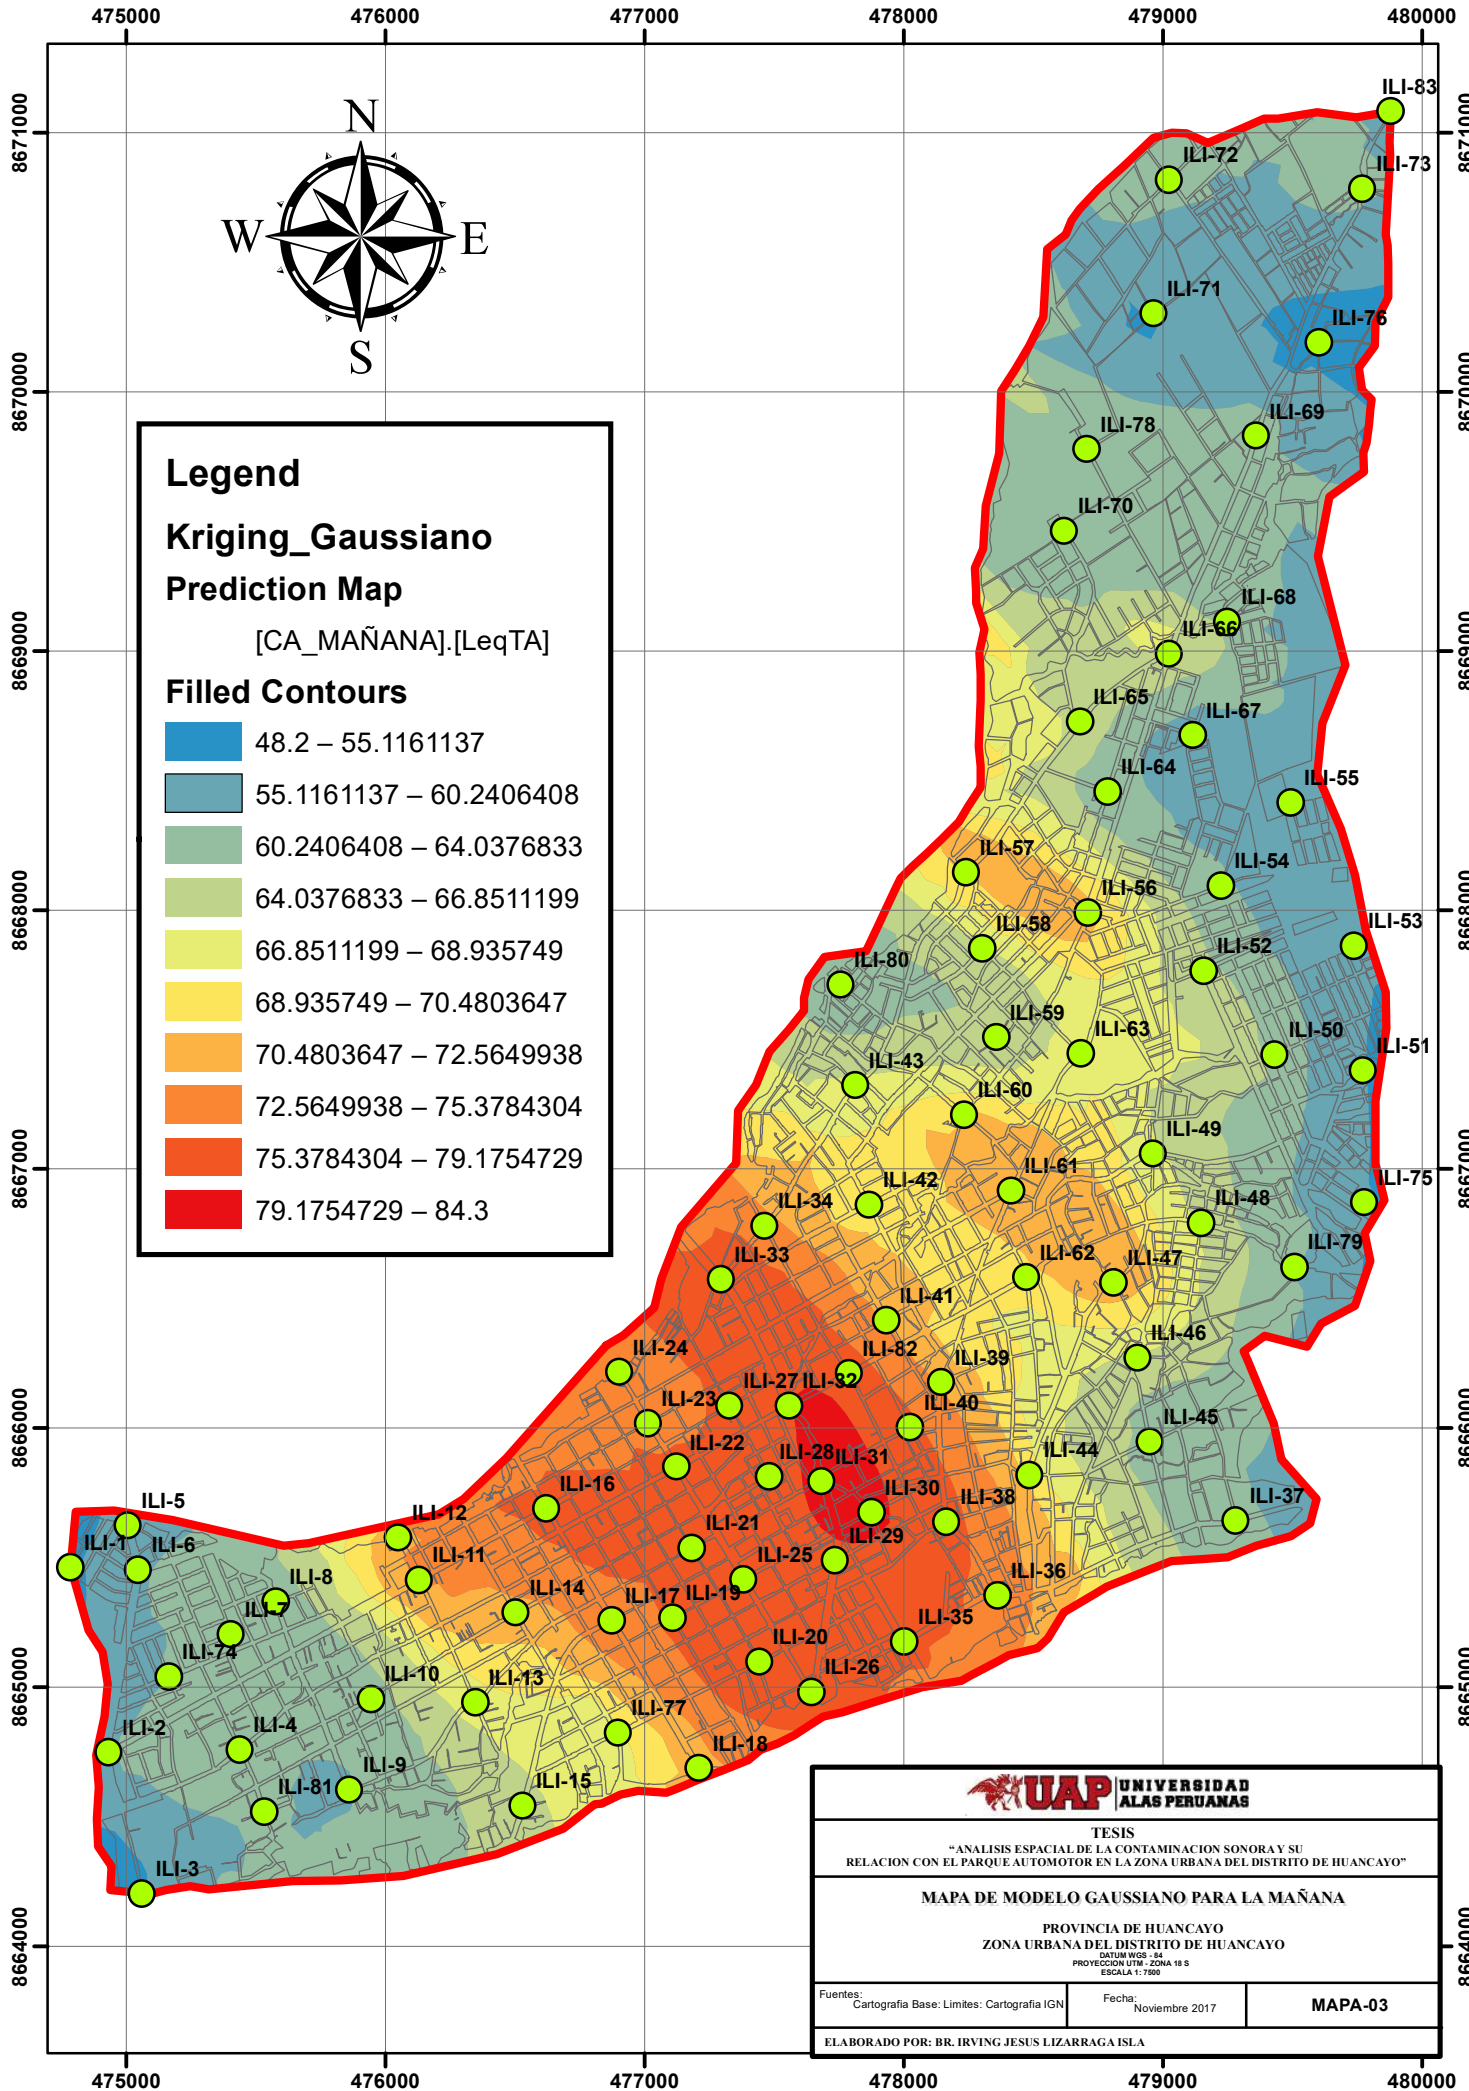 475000 476000 477000 478000 479000 480000
8671000
8670000
8669000
8668000
8667000
8666000
8665000
8664000
N
W E
S
Legend
Kriging_Gaussiano
Prediction Map
[CA_MAÑANA].[LeqTA]
Filled Contours
48.2 – 55.1161137
55.1161137 – 60.2406408
60.2406408 – 64.0376833
64.0376833 – 66.8511199
66.8511199 – 68.935749
68.935749 – 70.4803647
70.4803647 – 72.5649938
72.5649938 – 75.3784304
75.3784304 – 79.1754729
79.1754729 – 84.3
ILI-83
ILI-72
ILI-73
ILI-71
ILI-76
ILI-69
ILI-78
ILI-70
ILI-68
ILI-66
ILI-65
ILI-67
ILI-64
ILI-55
ILI-57
ILI-54
ILI-56
ILI-58
ILI-53
ILI-52
ILI-80
ILI-59
ILI-63
ILI-50
ILI-51
ILI-43
ILI-60
ILI-49
ILI-61
ILI-42
ILI-75
ILI-48
ILI-34
ILI-79
ILI-33
ILI-62
ILI-47
ILI-41
ILI-46
ILI-82
ILI-39
ILI-24
ILI-27
ILI-32
ILI-23
ILI-40
ILI-45
ILI-22
ILI-28
ILI-31
ILI-44
ILI-16
ILI-30
ILI-38
ILI-37
ILI-5
ILI-12
ILI-21
ILI-29
ILI-1
ILI-6
ILI-11
ILI-25
ILI-36
ILI-8
ILI-7
ILI-14
ILI-17
ILI-19
ILI-35
ILI-74
ILI-20
ILI-10
ILI-13
ILI-26
ILI-77
ILI-2
ILI-4
ILI-18
ILI-9
ILI-81
ILI-15
ILI-3
8671000
8670000
8669000
8668000
8667000
8666000
8665000
8664000
UAP UNIVERSIDAD
ALAS PERUANAS
TESIS
“ANALISIS ESPACIAL DE LA CONTAMINACION SONORA Y SU
RELACION CON EL PARQUE AUTOMOTOR EN LA ZONA URBANA DEL DISTRITO DE HUANCAYO”
MAPA DE MODELO GAUSSIANO PARA LA MAÑANA
PROVINCIA DE HUANCAYO
ZONA URBANA DEL DISTRITO DE HUANCAYO
DATUM WGS - 84
PROYECCION UTM - ZONA 18 S
ESCALA 1: 7500
Fuentes:
Cartografia Base: Limites: Cartografia IGN
Fecha:
Noviembre 2017
MAPA-03
ELABORADO POR: BR. IRVING JESUS LIZARRAGA ISLA
475000 476000 477000 478000 479000 480000